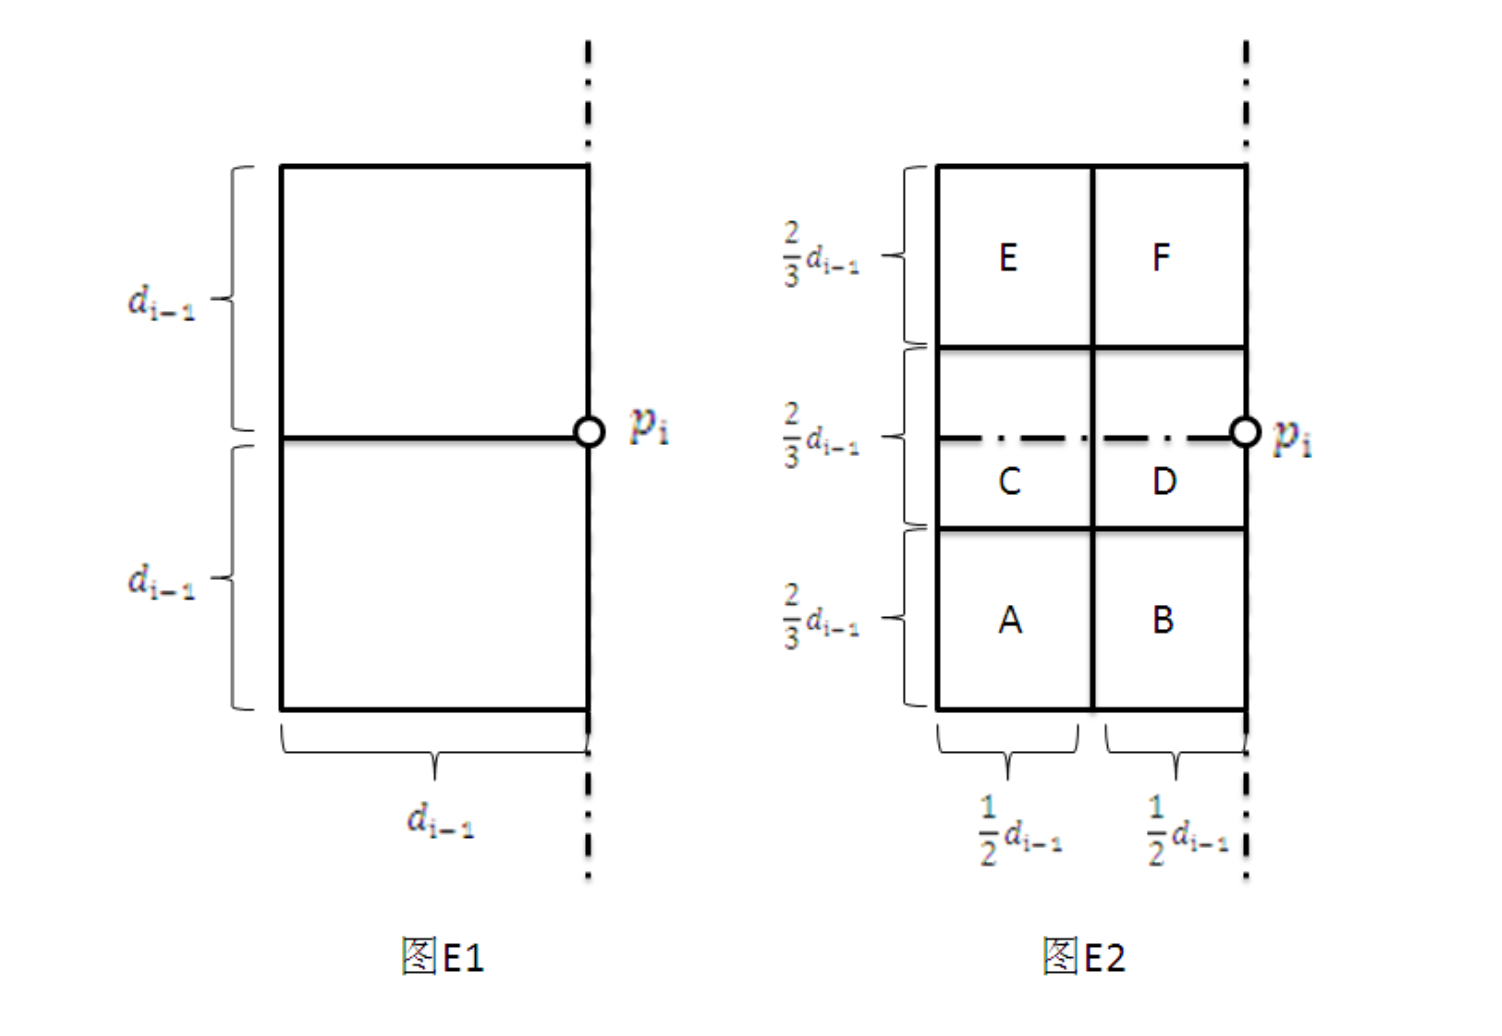 d_{i-1}
d_{i-1}
p_i
d_{i-1}
图E1
\frac{2}{3}d_{i-1}
\frac{2}{3}d_{i-1}
\frac{2}{3}d_{i-1}
E F
C D
A B
p_i
\frac{1}{2}d_{i-1} \frac{1}{2}d_{i-1}
图E2